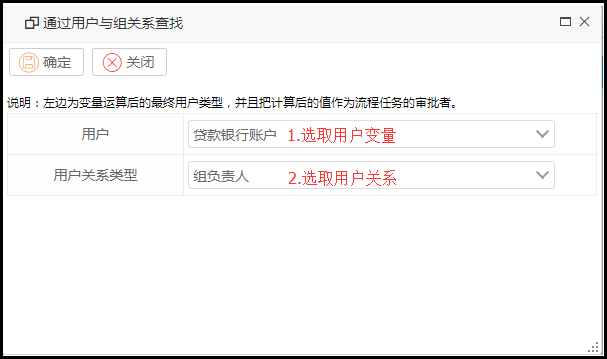 通过用户与组关系查找
确定 关闭
说明：左边为变量运算后的最终用户类型，并且把计算后的值作为流程任务的审批者。
用户 贷款银行账户 1.选取用户变量
用户关系类型 组负责人 2.选取用户关系